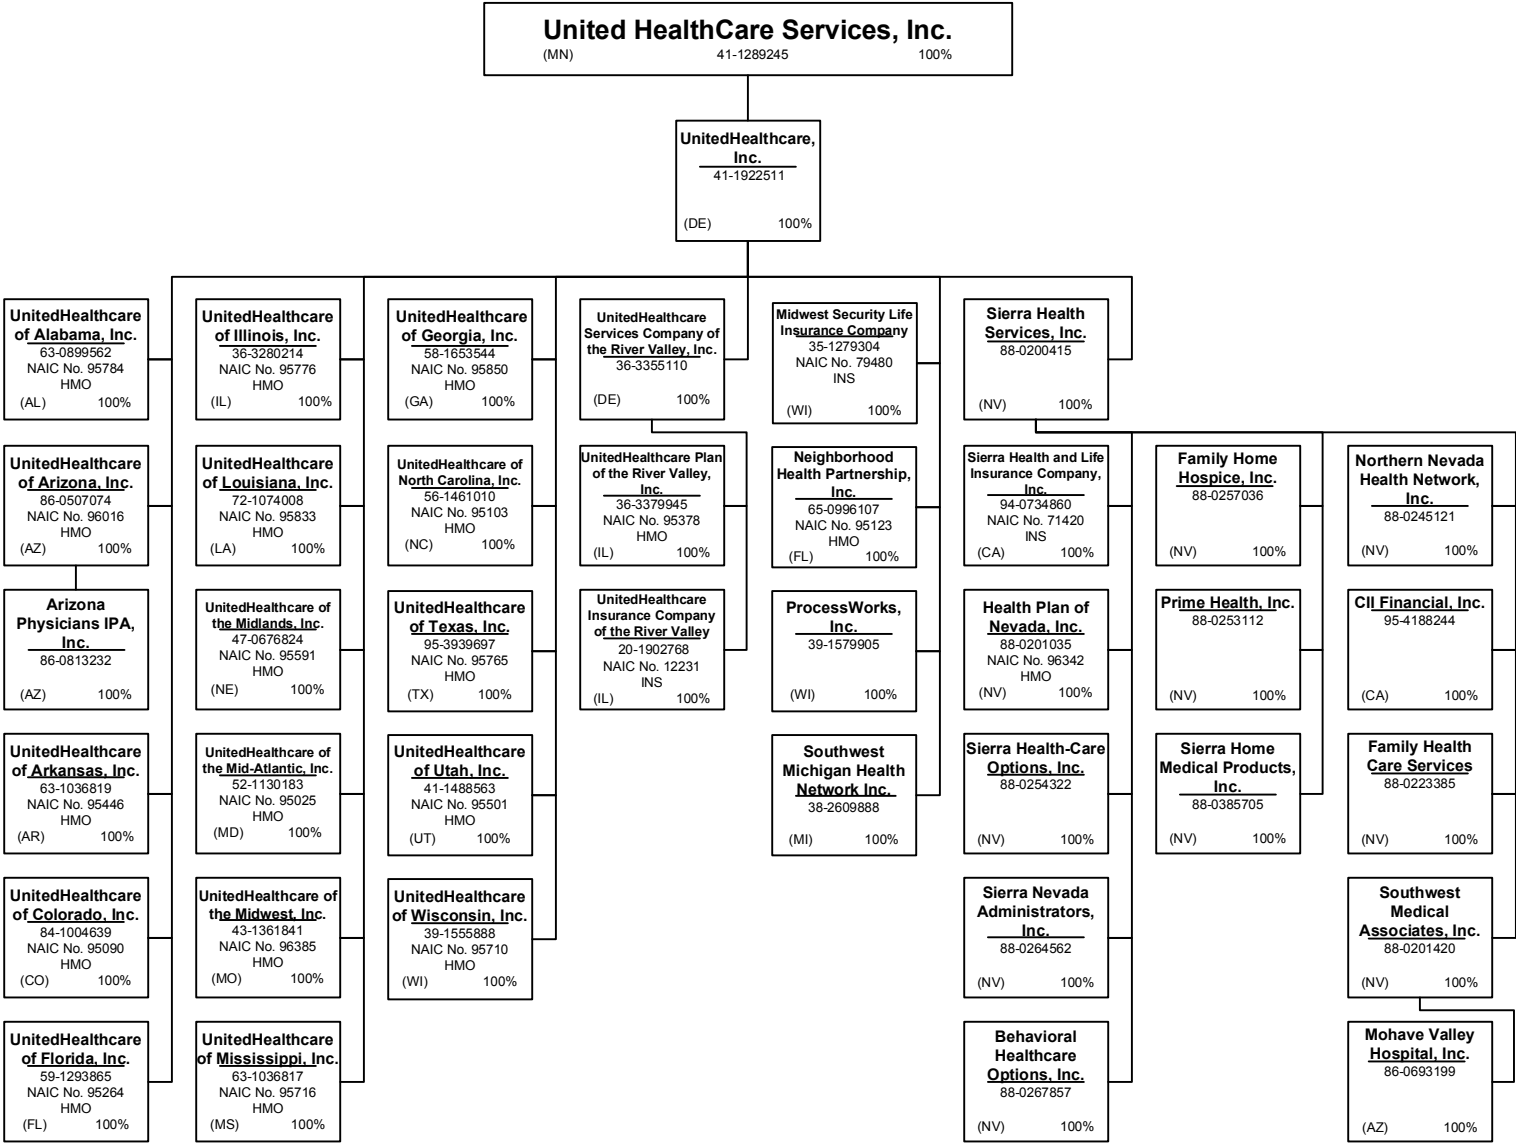 United HealthCare Services, Inc.
(MN) 41-1289245 100%
UnitedHealthcare,
Inc.
41-1922511
(DE) 100%
UnitedHealthcare
of Alabama, Inc.
63-0899562
NAIC No. 95784
HMO
(AL) 100%
UnitedHealthcare
of Illinois, Inc.
36-3280214
NAIC No. 95776
HMO
(IL) 100%
UnitedHealthcare
of Georgia, Inc.
58-1653544
NAIC No. 95850
HMO
(GA) 100%
UnitedHealthcare
Services Company of
the River Valley, Inc.
36-3355110
(DE) 100%
Midwest Security Life
Insurance Company
35-1279304
NAIC No. 79480
INS
(WI) 100%
Sierra Health
Services, Inc.
88-0200415
(NV) 100%
UnitedHealthcare
of Arizona, Inc.
86-0507074
NAIC No. 96016
HMO
(AZ) 100%
UnitedHealthcare
of Louisiana, Inc.
72-1074008
NAIC No. 95833
HMO
(LA) 100%
UnitedHealthcare of
North Carolina, Inc.
56-1461010
NAIC No. 95103
HMO
(NC) 100%
UnitedHealthcare Plan
of the River Valley,
Inc.
36-3379945
NAIC No. 95378
HMO
(IL) 100%
Neighborhood
Health Partnership,
Inc.
65-0996107
NAIC No. 95123
HMO
(FL) 100%
Sierra Health and Life
Insurance Company,
Inc.
94-0734860
NAIC No. 71420
INS
(CA) 100%
Family Home
Hospice, Inc.
88-0257036
(NV) 100%
Northern Nevada
Health Network,
Inc.
88-0245121
(NV) 100%
Arizona
Physicians IPA,
Inc.
86-0813232
(AZ) 100%
UnitedHealthcare of
the Midlands, Inc.
47-0676824
NAIC No. 95591
HMO
(NE) 100%
UnitedHealthcare
of Texas, Inc.
95-3939697
NAIC No. 95765
HMO
(TX) 100%
UnitedHealthcare
Insurance Company
of the River Valley
20-1902768
NAIC No. 12231
INS
(IL) 100%
ProcessWorks,
Inc.
39-1579905
(WI) 100%
Health Plan of
Nevada, Inc.
88-0201035
NAIC No. 96342
HMO
(NV) 100%
Prime Health, Inc.
88-0253112
(NV) 100%
CII Financial, Inc.
95-4188244
(CA) 100%
UnitedHealthcare
of Arkansas, Inc.
63-1036819
NAIC No. 95446
HMO
(AR) 100%
UnitedHealthcare of
the Mid-Atlantic, Inc.
52-1130183
NAIC No. 95025
HMO
(MD) 100%
UnitedHealthcare
of Utah, Inc.
41-1488563
NAIC No. 95501
HMO
(UT) 100%
Southwest
Michigan Health
Network Inc.
38-2609888
(MI) 100%
Sierra Health-Care
Options, Inc.
88-0254322
(NV) 100%
Sierra Home
Medical Products,
Inc.
88-0385705
(NV) 100%
Family Health
Care Services
88-0223385
(NV) 100%
UnitedHealthcare
of Colorado, Inc.
84-1004639
NAIC No. 95090
HMO
(CO) 100%
UnitedHealthcare of
the Midwest, Inc.
43-1361841
NAIC No. 96385
HMO
(MO) 100%
UnitedHealthcare
of Wisconsin, Inc.
39-1555888
NAIC No. 95710
HMO
(WI) 100%
Sierra Nevada
Administrators,
Inc.
88-0264562
(NV) 100%
Southwest
Medical
Associates, Inc.
88-0201420
(NV) 100%
UnitedHealthcare
of Florida, Inc.
59-1293865
NAIC No. 95264
HMO
(FL) 100%
UnitedHealthcare
of Mississippi, Inc.
63-1036817
NAIC No. 95716
HMO
(MS) 100%
Behavioral
Healthcare
Options, Inc.
88-0267857
(NV) 100%
Mohave Valley
Hospital, Inc.
86-0693199
(AZ) 100%